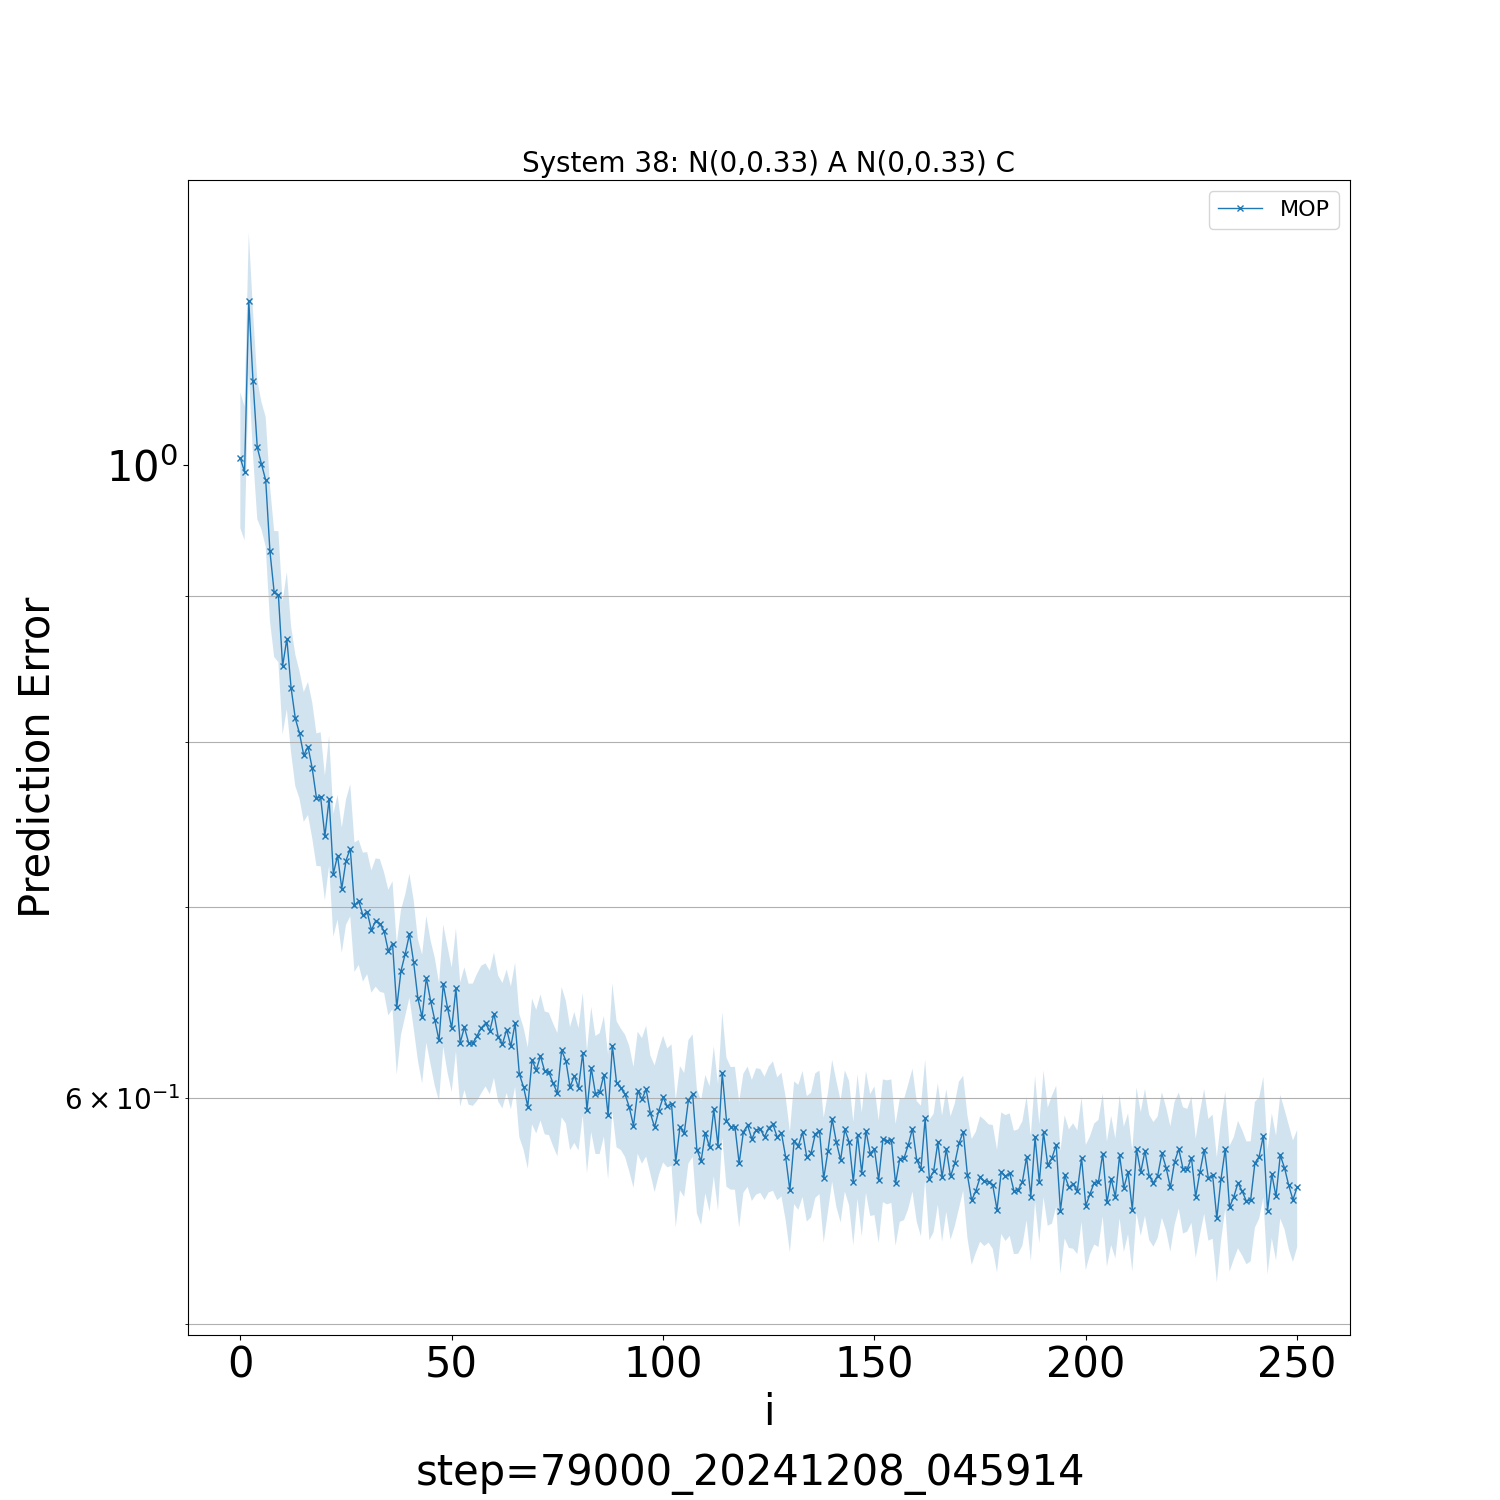 System 38: N(0,0.33) A N(0,0.33) C
MOP
Prediction Error
10⁰
6 × 10⁻¹
0 50 100 150 200 250
i
step=79000_20241208_045914